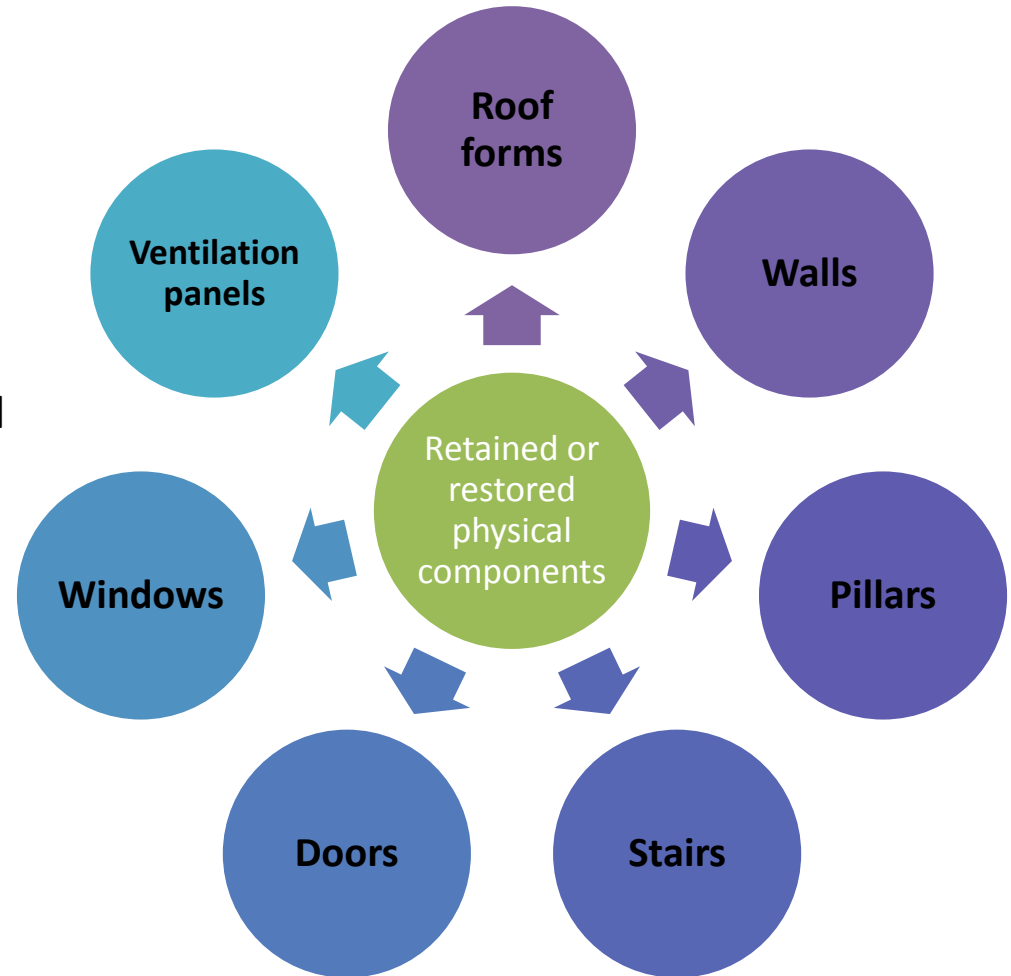 Roof
forms
Walls
Pillars
Stairs
Doors
Windows
Ventilation
panels
Retained or
restored
physical
components